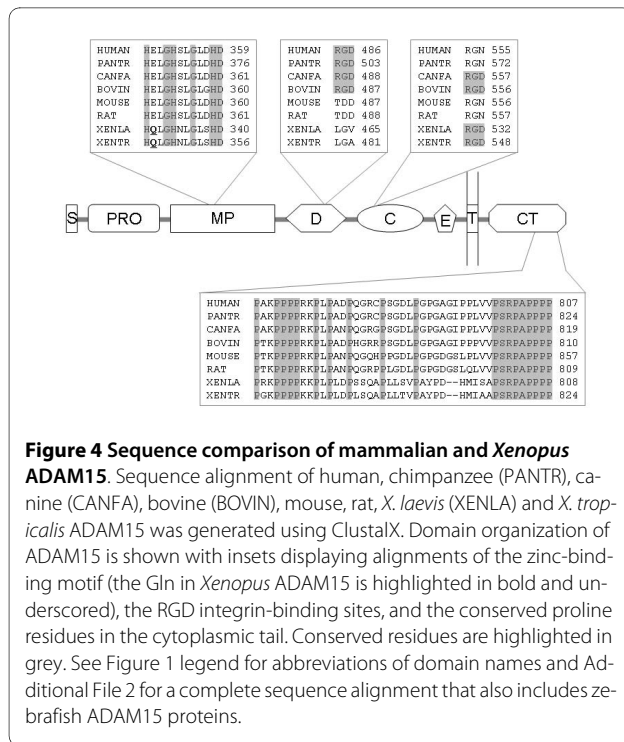 HUMAN HELGHSLGLDHD 359
PANTR HELGHSLGLDHD 376
CANFA HELGHSLGLDHD 361
BOVIN HELGHSLGLDHD 360
MOUSE HELGHSLGLDHD 360
RAT HELGHSLGLDHD 361
XENLA HQLGHNLGLSHD 340
XENTR HQLGHNLGLSHD 356
HUMAN RGD 486
PANTR RGD 503
CANFA RGD 488
BOVIN RGD 487
MOUSE TDD 487
RAT TDD 488
XENLA LGV 465
XENTR LGA 481
HUMAN RGN 555
PANTR RGN 572
CANFA RGD 557
BOVIN RGD 556
MOUSE RGN 556
RAT RGN 557
XENLA RGD 532
XENTR RGD 548
S PRO MP D C E T CT
HUMAN PAKPPPPRKPLPADPQGRCPSGDLPGPGAGIPPLVVPSRPAPPPP 807
PANTR PAKPPPPRKPLPADPQGRCPSGDLPGPGAGIPPLVVPSRPAPPPP 824
CANFA PAKPPPPRKPLPANPQGRPPSGDLPGPGAGSPPLVVPSRPAPPPP 819
BOVIN PTKPPPPRKPLPADPHGRRPPSGDLPGPGAGIPPVVPSRPAPPPP 810
MOUSE PTKPPPPRKPLPANPQGQHPPGDLPGPGDGSLPLVVPSRPAPPPP 857
RAT PTKPPPPRKPLPANPQGRPPLGDLPGPGDGSLQLVVPSRPAPPPP 809
XENLA PRKPPPPKKPLPLDPSSQAPLLSVPAYPD--HMISAPSRPAPPPP 808
XENTR PGKPPPPKKPLPLDPLSQAPLLTVPAYPD--HMIAAPSRPAPPPP 824
Figure 4 Sequence comparison of mammalian and Xenopus
ADAM15. Sequence alignment of human, chimpanzee (PANTR), ca-
nine (CANFA), bovine (BOVIN), mouse, rat, X. laevis (XENLA) and X. trop-
icalis ADAM15 was generated using ClustalX. Domain organization of
ADAM15 is shown with insets displaying alignments of the zinc-bind-
ing motif (the Gln in Xenopus ADAM15 is highlighted in bold and un-
derscored), the RGD integrin-binding sites, and the conserved proline
residues in the cytoplasmic tail. Conserved residues are highlighted in
grey. See Figure 1 legend for abbreviations of domain names and Ad-
ditional File 2 for a complete sequence alignment that also includes ze-
brafish ADAM15 proteins.